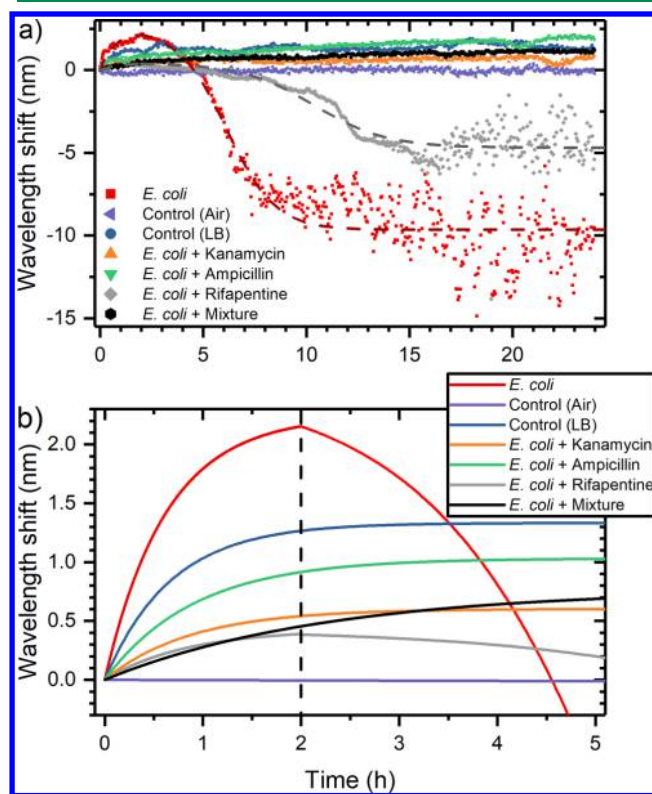 a)
Wavelength shift (nm)
0
-5
-10
-15
E. coli
Control (Air)
Control (LB)
E. coli + Kanamycin
E. coli + Ampicillin
E. coli + Rifapentine
E. coli + Mixture
0 5 10 15 20
b)
Wavelength shift (nm)
2.0
1.5
1.0
0.5
0.0
E. coli
Control (Air)
Control (LB)
E. coli + Kanamycin
E. coli + Ampicillin
E. coli + Rifapentine
E. coli + Mixture
0 1 2 3 4 5
Time (h)